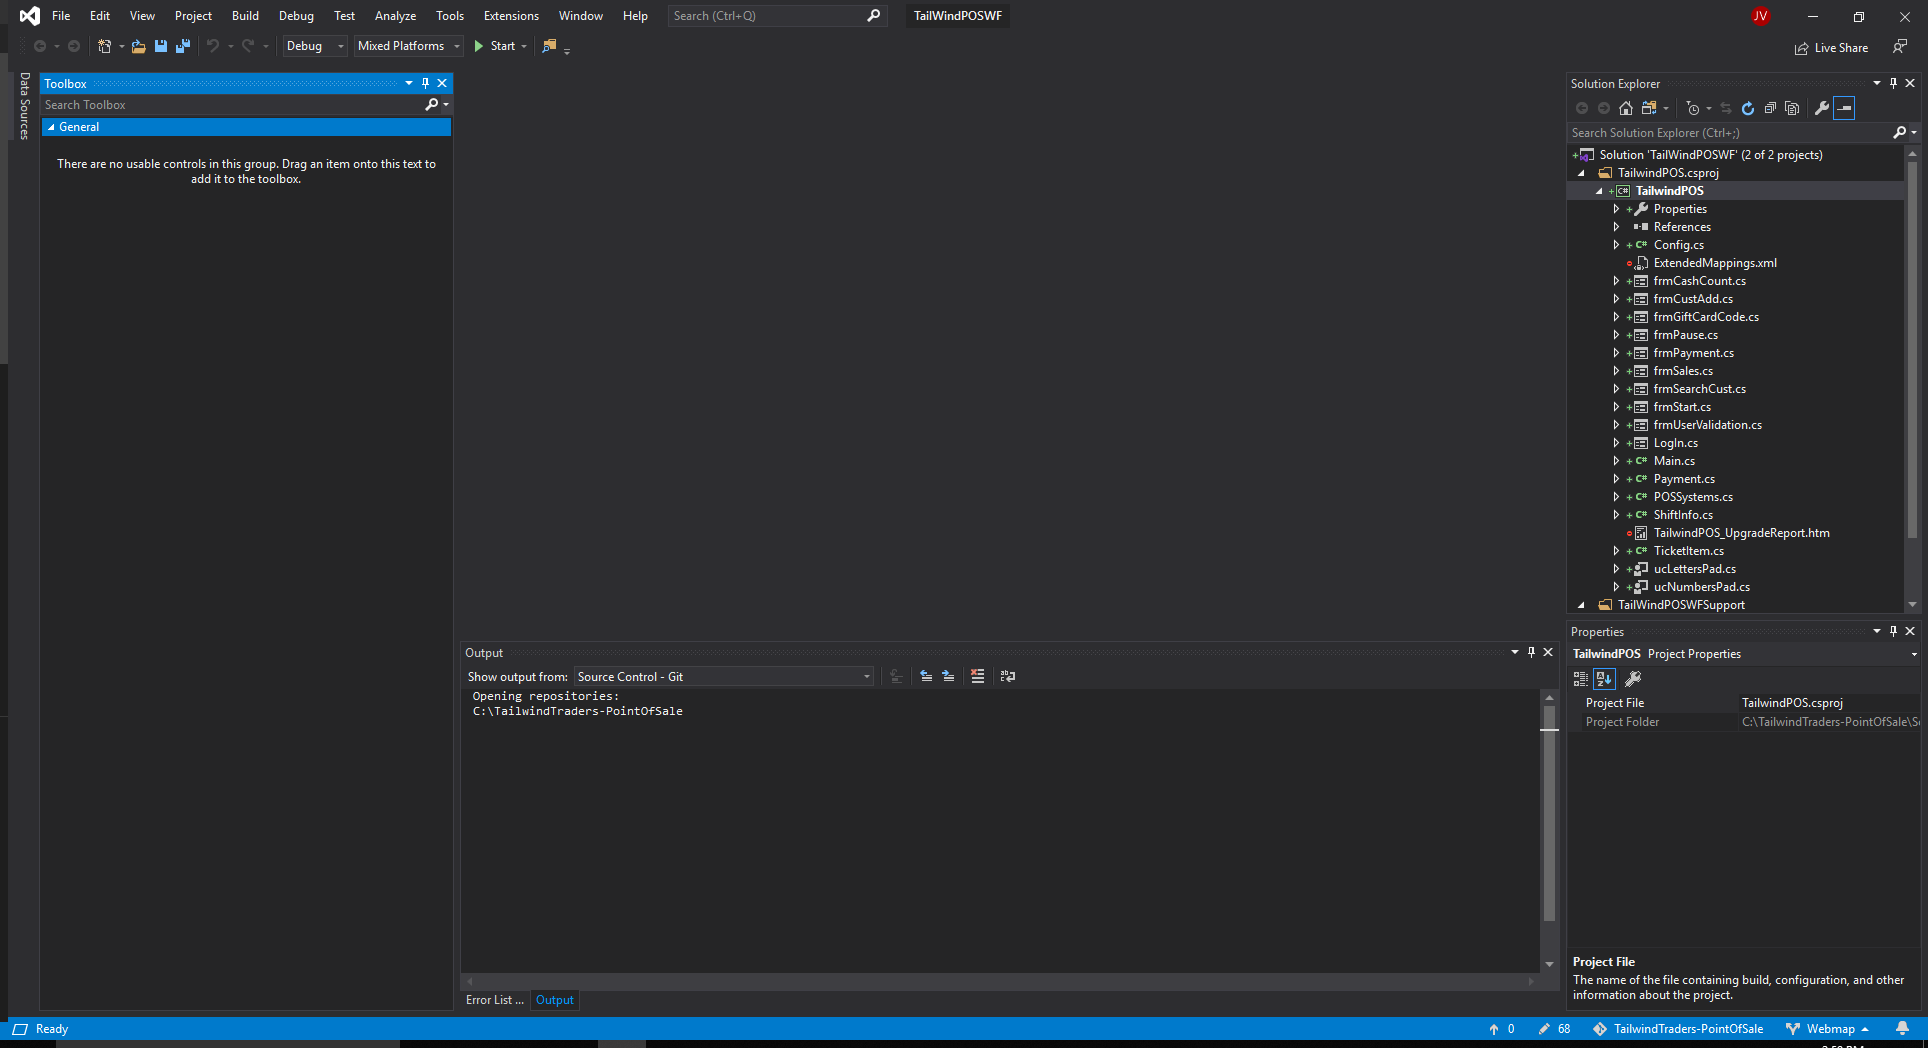 File Edit View Project Build Debug Test Analyze Tools Extensions Window Help Search (Ctrl+Q) TailWindPOSWF JV
Debug Mixed Platforms Start Live Share
Data Sources
Toolbox
Search Toolbox
General
There are no usable controls in this group. Drag an item onto this text to
add it to the toolbox.
Output
Show output from: Source Control - Git
Opening repositories:
C:\TailwindTraders-PointOfSale
Error List ... Output
Solution Explorer
Search Solution Explorer (Ctrl+;)
Solution 'TailWindPOSWF' (2 of 2 projects)
TailwindPOS.csproj
TailwindPOS
Properties
References
Config.cs
ExtendedMappings.xml
frmCashCount.cs
frmCustAdd.cs
frmGiftCardCode.cs
frmPause.cs
frmPayment.cs
frmSales.cs
frmSearchCust.cs
frmStart.cs
frmUserValidation.cs
LogIn.cs
Main.cs
Payment.cs
POSSystems.cs
ShiftInfo.cs
TailwindPOS_UpgradeReport.htm
TicketItem.cs
ucLettersPad.cs
ucNumbersPad.cs
TailWindPOSWFSupport
Properties
TailwindPOS Project Properties
Project File TailwindPOS.csproj
Project Folder C:\TailwindTraders-PointOfSale\
Project File
The name of the file containing build, configuration, and other
information about the project.
Ready 0 68 TailwindTraders-PointOfSale Webmap